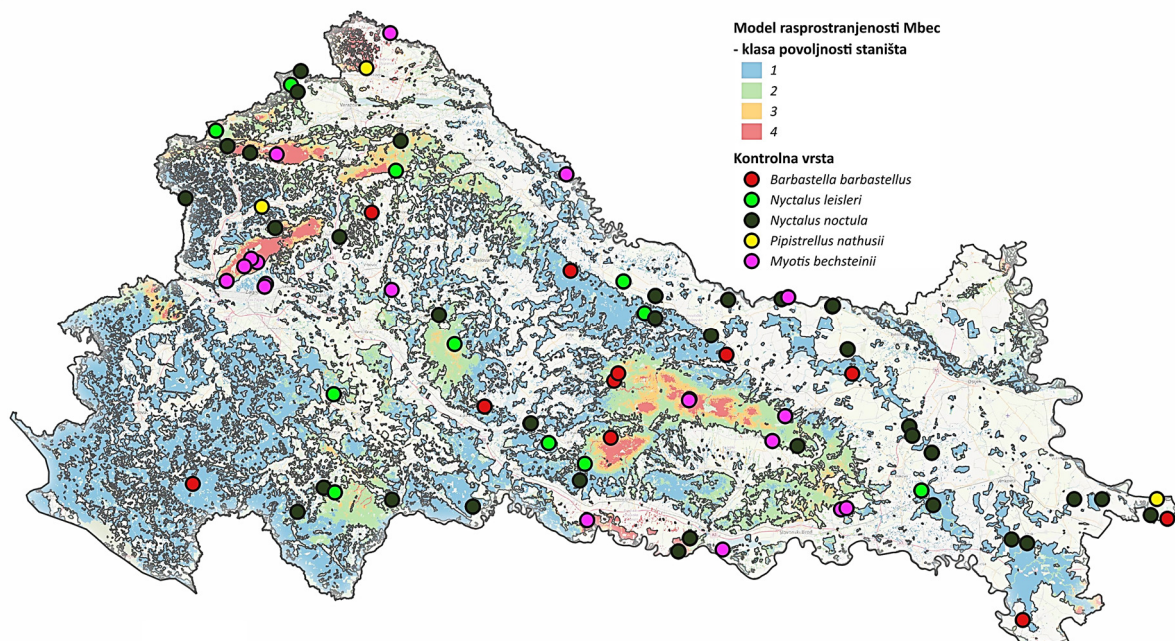 Model rasprostranjenosti Mbec
- klasa povoljnosti staništa
1
2
3
4
Kontrolna vrsta
Barbastella barbastellus
Nyctalus leisleri
Nyctalus noctula
Pipistrellus nathusii
Myotis bechsteinii